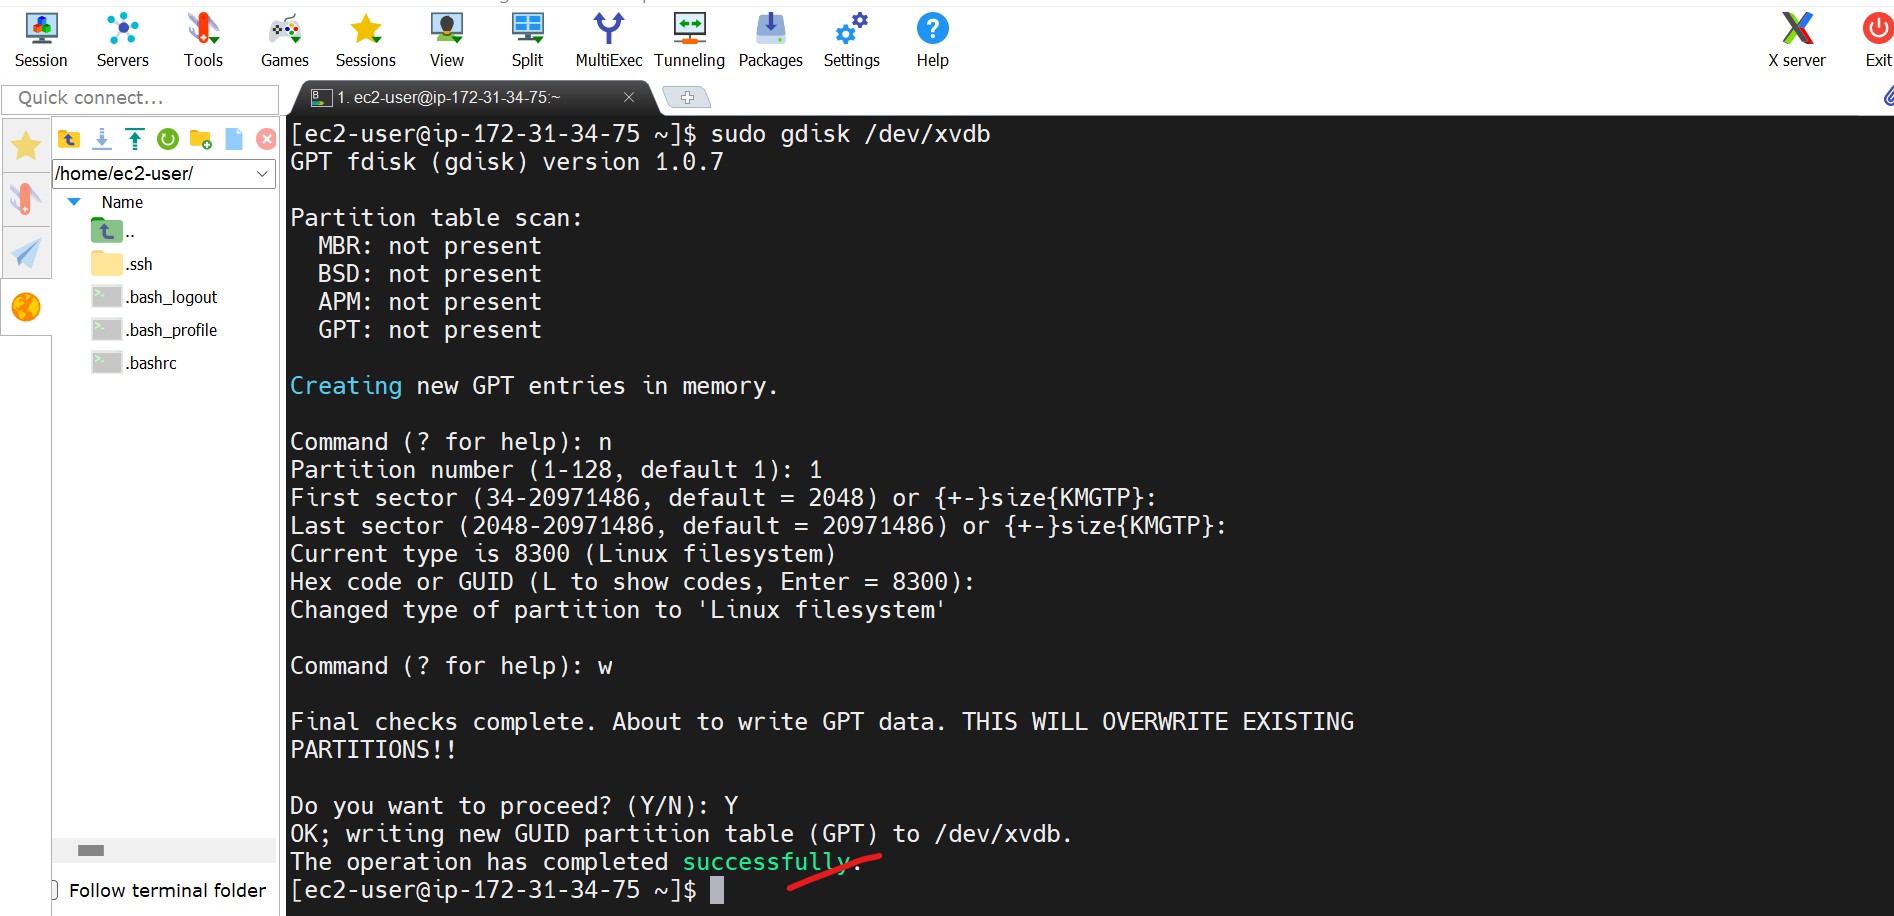 Session Servers Tools Games Sessions View Split MultiExec Tunneling Packages Settings Help X server Exit
Quick connect...
1. ec2-user@ip-172-31-34-75:~
/home/ec2-user/
Name
..
.ssh
.bash_logout
.bash_profile
.bashrc
Follow terminal folder
[ec2-user@ip-172-31-34-75 ~]$ sudo gdisk /dev/xvdb
GPT fdisk (gdisk) version 1.0.7
Partition table scan:
MBR: not present
BSD: not present
APM: not present
GPT: not present
Creating new GPT entries in memory.
Command (? for help): n
Partition number (1-128, default 1): 1
First sector (34-20971486, default = 2048) or {+-}size{KMGTP}:
Last sector (2048-20971486, default = 20971486) or {+-}size{KMGTP}:
Current type is 8300 (Linux filesystem)
Hex code or GUID (L to show codes, Enter = 8300):
Changed type of partition to 'Linux filesystem'
Command (? for help): w
Final checks complete. About to write GPT data. THIS WILL OVERWRITE EXISTING
PARTITIONS!!
Do you want to proceed? (Y/N): Y
OK; writing new GUID partition table (GPT) to /dev/xvdb.
The operation has completed successfully.
[ec2-user@ip-172-31-34-75 ~]$